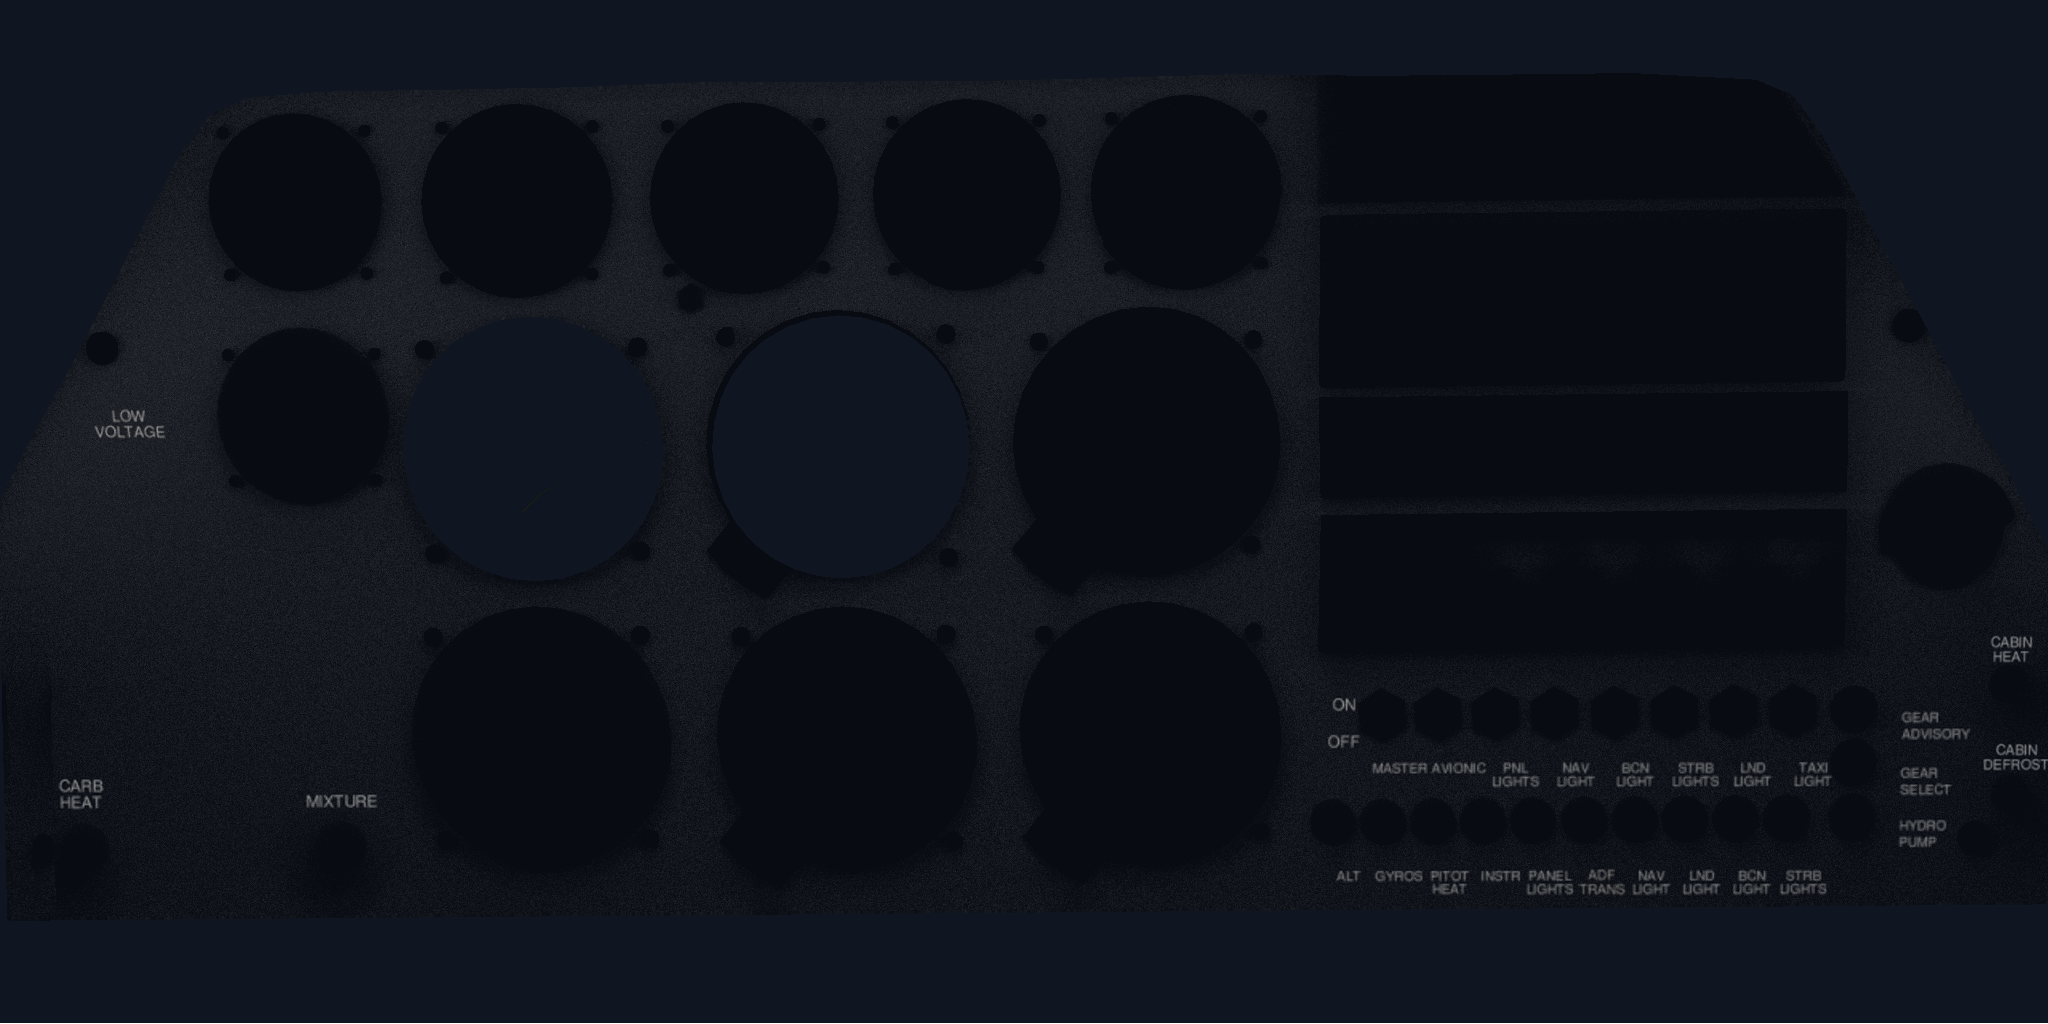 LOW
VOLTAGE
CABIN
HEAT
ON
OFF
GEAR
ADVISORY
MASTER AVIONIC PNL
LIGHTS
NAV
LIGHT
BCN
LIGHT
STRB
LIGHTS
LND
LIGHT
TAXI
LIGHT
CABIN
DEFROST
GEAR
SELECT
CARB
HEAT
MIXTURE
HYDRO
PUMP
ALT
GYROS
PITOT
HEAT
INSTR
PANEL
LIGHTS
ADF
TRANS
NAV
LIGHT
LND
LIGHT
BCN
LIGHT
STRB
LIGHTS